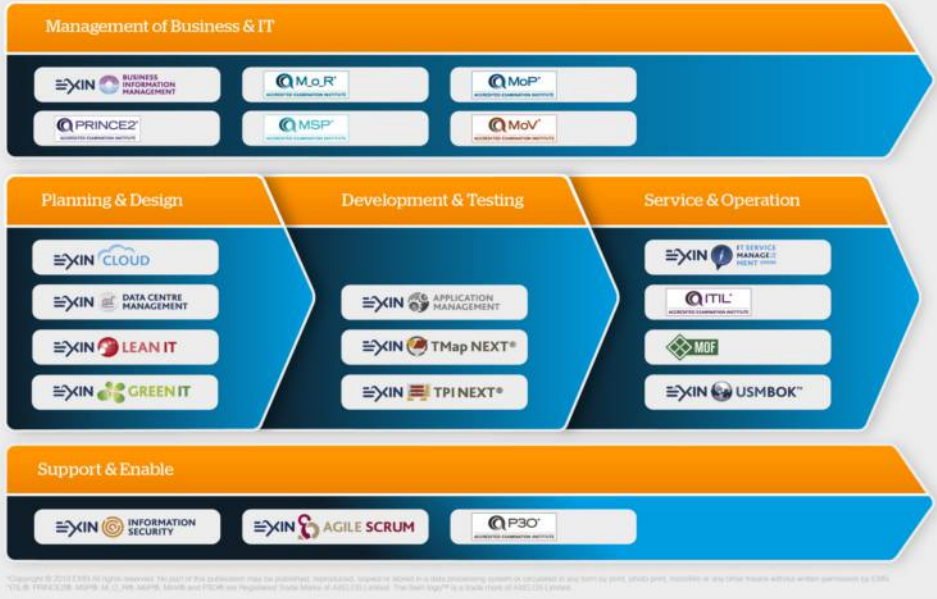 Management of Business & IT
EXIN BUSINESS INFORMATION MANAGEMENT
M_o_R®
ACCREDITED EXAMINATION INSTITUTE
MoP®
ACCREDITED EXAMINATION INSTITUTE
PRINCE2®
ACCREDITED EXAMINATION INSTITUTE
MSP®
ACCREDITED EXAMINATION INSTITUTE
MoV®
ACCREDITED EXAMINATION INSTITUTE
Planning & Design
EXIN CLOUD
EXIN DATA CENTRE MANAGEMENT
EXIN LEAN IT
EXIN GREEN IT
Development & Testing
EXIN APPLICATION MANAGEMENT
EXIN TMap NEXT®
EXIN TPI NEXT®
Service & Operation
EXIN IT SERVICE MANAGEMENT
ITIL®
ACCREDITED EXAMINATION INSTITUTE
MOF
EXIN USMBOK™
Support & Enable
EXIN INFORMATION SECURITY
EXIN AGILE SCRUM
P3O®
ACCREDITED EXAMINATION INSTITUTE